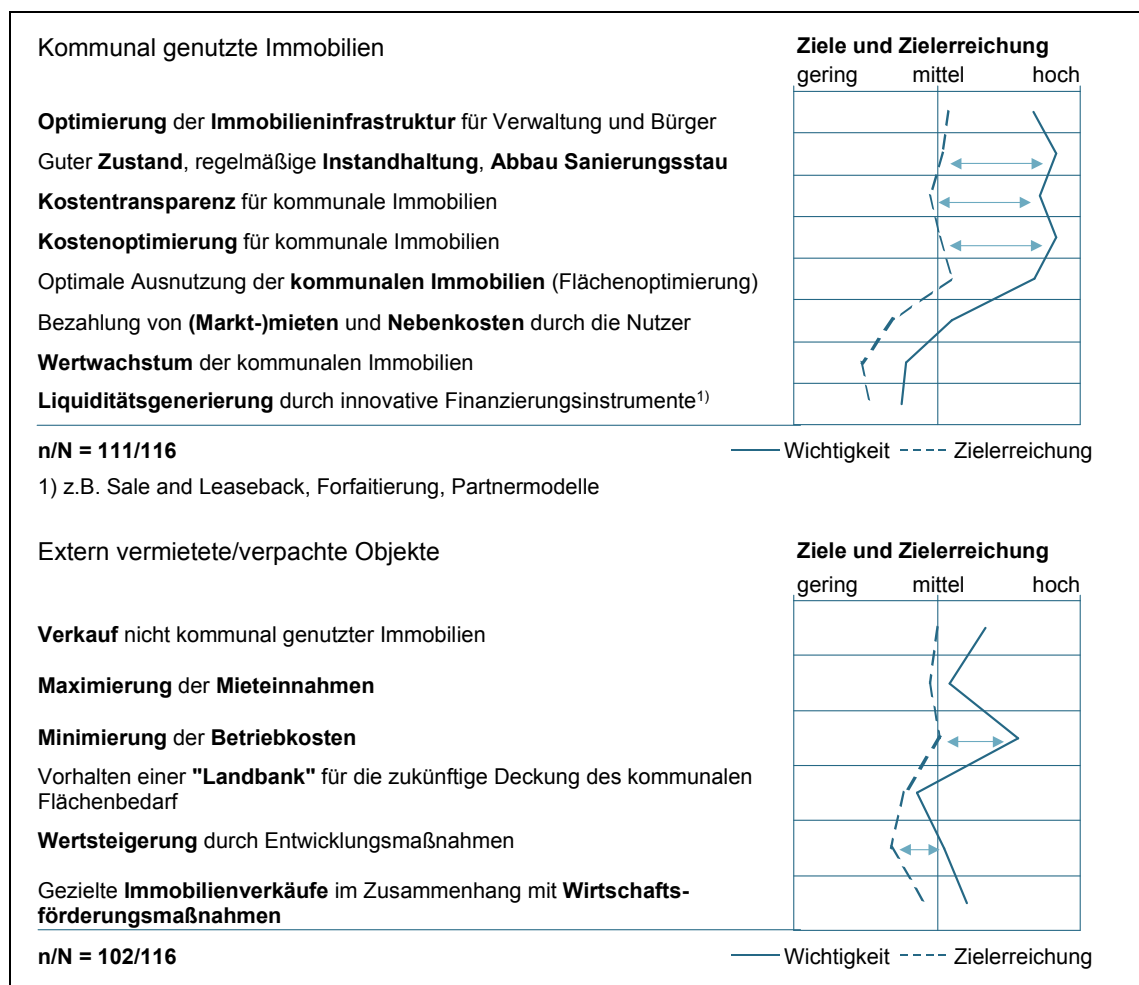 Kommunal genutzte Immobilien
Ziele und Zielerreichung
gering mittel hoch
Optimierung der Immobilieninfrastruktur für Verwaltung und Bürger
Guter Zustand, regelmäßige Instandhaltung, Abbau Sanierungsstau
Kostentransparenz für kommunale Immobilien
Kostenoptimierung für kommunale Immobilien
Optimale Ausnutzung der kommunalen Immobilien (Flächenoptimierung)
Bezahlung von (Markt-)mieten und Nebenkosten durch die Nutzer
Wertwachstum der kommunalen Immobilien
Liquiditätsgenerierung durch innovative Finanzierungsinstrumente1)
n/N = 111/116
Wichtigkeit Zielerreichung
1) z.B. Sale and Leaseback, Forfaitierung, Partnermodelle
Extern vermietete/verpachte Objekte
Ziele und Zielerreichung
gering mittel hoch
Verkauf nicht kommunal genutzter Immobilien
Maximierung der Mieteinnahmen
Minimierung der Betriebkosten
Vorhalten einer "Landbank" für die zukünftige Deckung des kommunalen
Flächenbedarf
Wertsteigerung durch Entwicklungsmaßnahmen
Gezielte Immobilienverkäufe im Zusammenhang mit Wirtschafts-
förderungsmaßnahmen
n/N = 102/116
Wichtigkeit Zielerreichung